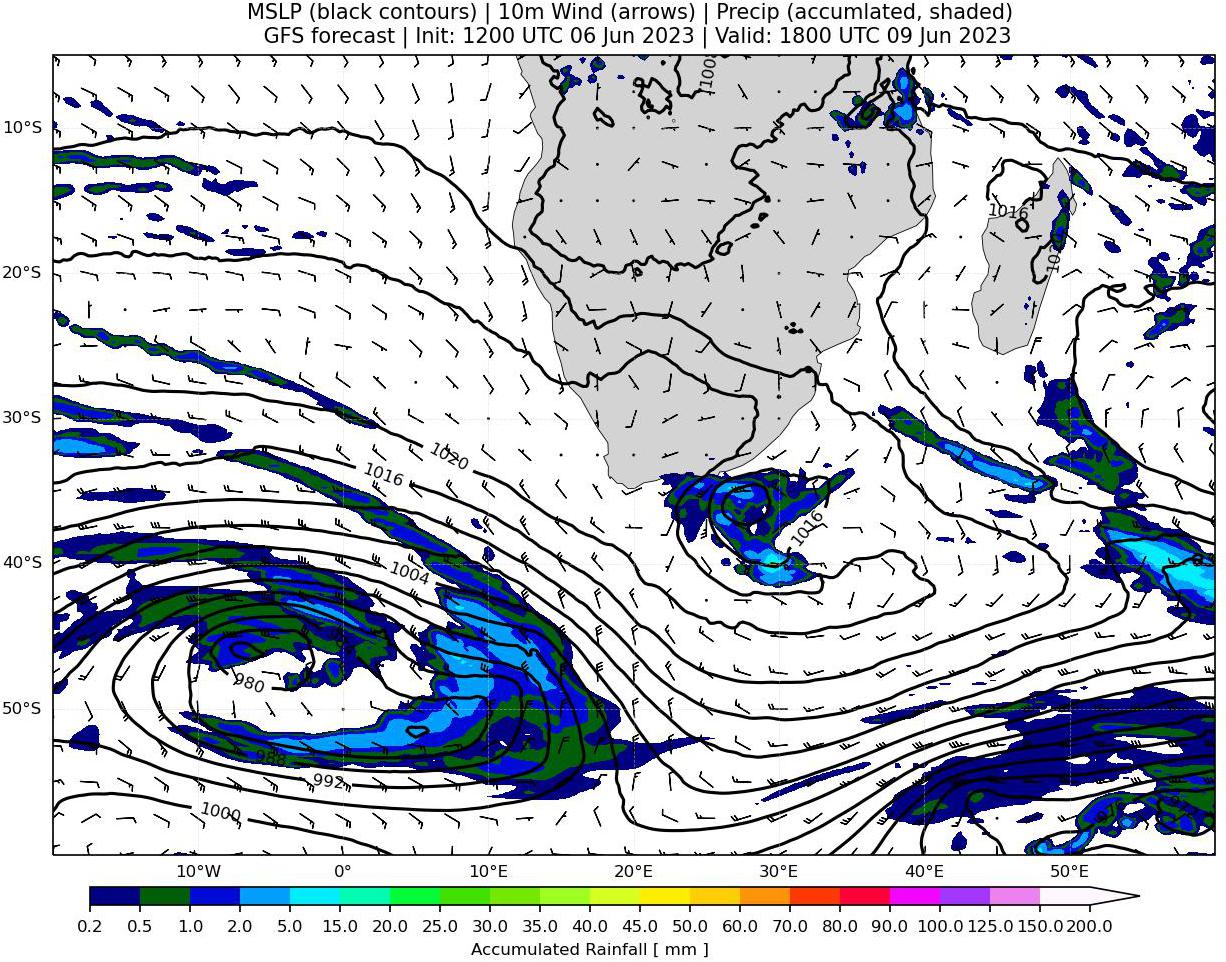 MSLP (black contours) | 10m Wind (arrows) | Precip (accumlated, shaded)
GFS forecast | Init: 1200 UTC 06 Jun 2023 | Valid: 1800 UTC 09 Jun 2023
1008
10°S
1016
20°S
30°S
1020
1016
1016
40°S
1004
980
50°S
988
992
1000
10°W 0° 10°E 20°E 30°E 40°E 50°E
0.2 0.5 1.0 2.0 5.0 10.0 15.0 20.0 25.0 30.0 35.0 40.0 45.0 50.0 60.0 70.0 80.0 90.0 100.0 125.0 150.0 200.0
Accumulated Rainfall [ mm ]